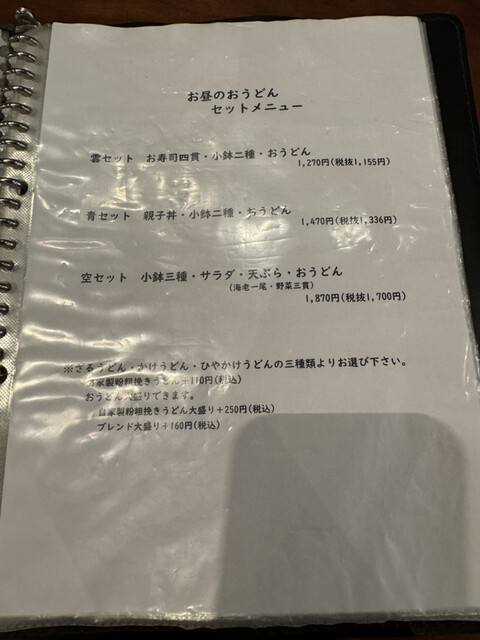 お昼のおうどん
セットメニュー
雲セット お寿司四貫・小鉢二種・おうどん
1,270円(税抜1,155円)
青セット 親子丼・小鉢二種・おうどん
1,470円(税抜1,336円)
空セット 小鉢三種・サラダ・天ぷら・おうどん
(海老一尾・野菜三貫)
1,870円(税抜1,700円)
※ざるうどん・かけうどん・ひやかけうどんの三種類よりお選び下さい。
自家製粉粗挽きうどん+110円(税込)
おうどん大盛りできます。
自家製粉粗挽きうどん大盛り+250円(税込)
ブレンド大盛り+160円(税込)